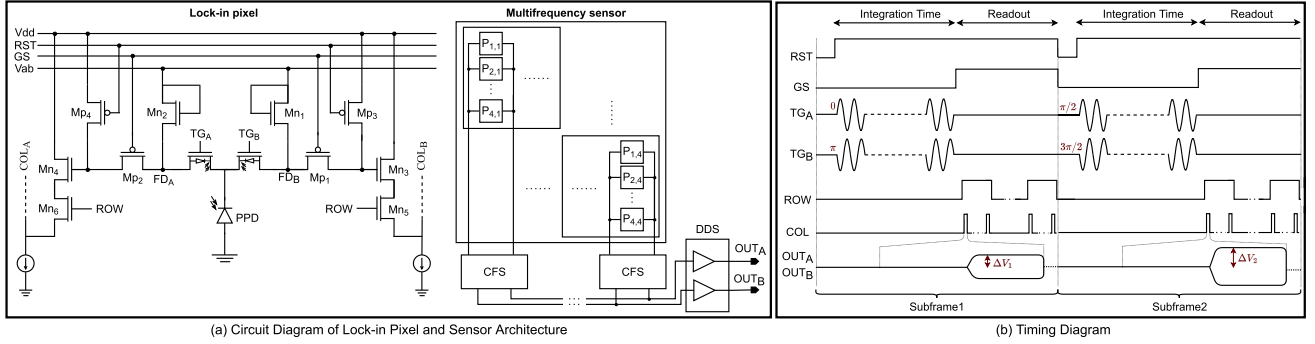 Lock-in pixel
Multifrequency sensor
Vdd
RST
GS
Vab
Mp4
Mn2
Mn1
Mp3
TGA
TGB
COLA
COLB
Mn4
Mp2
FDA
FDB
Mp1
Mn3
Mn6
ROW
PPD
ROW
Mn5
P1,1
P2,1
P4,1
P1,4
P2,4
P4,4
CFS
CFS
DDS
OUTA
OUTB
(a) Circuit Diagram of Lock-in Pixel and Sensor Architecture
Integration Time Readout Integration Time Readout
RST
GS
TGA 0 π/2
TGB π 3π/2
ROW
COL
OUTA
OUTB
ΔV1 ΔV2
Subframe1 Subframe2
(b) Timing Diagram